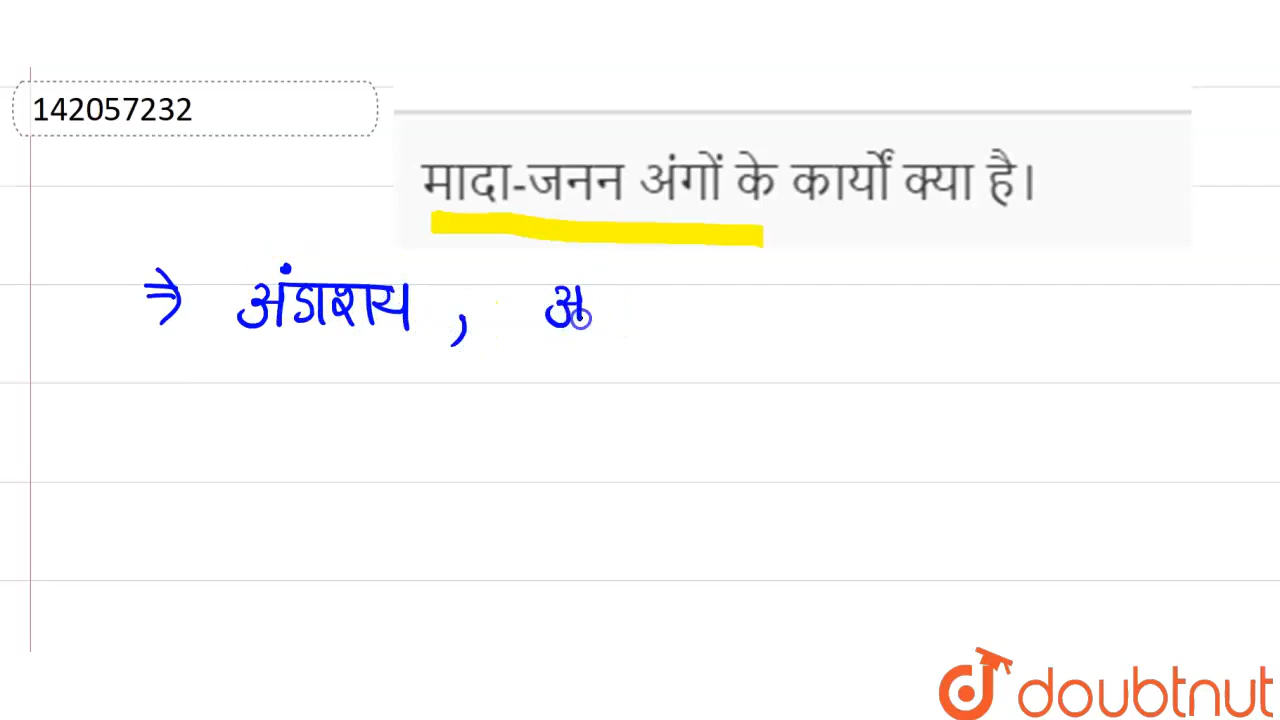 142057232
मादा-जनन अंगों के कार्यों क्या है।
⇒ अंडाशय , अ
doubtnut